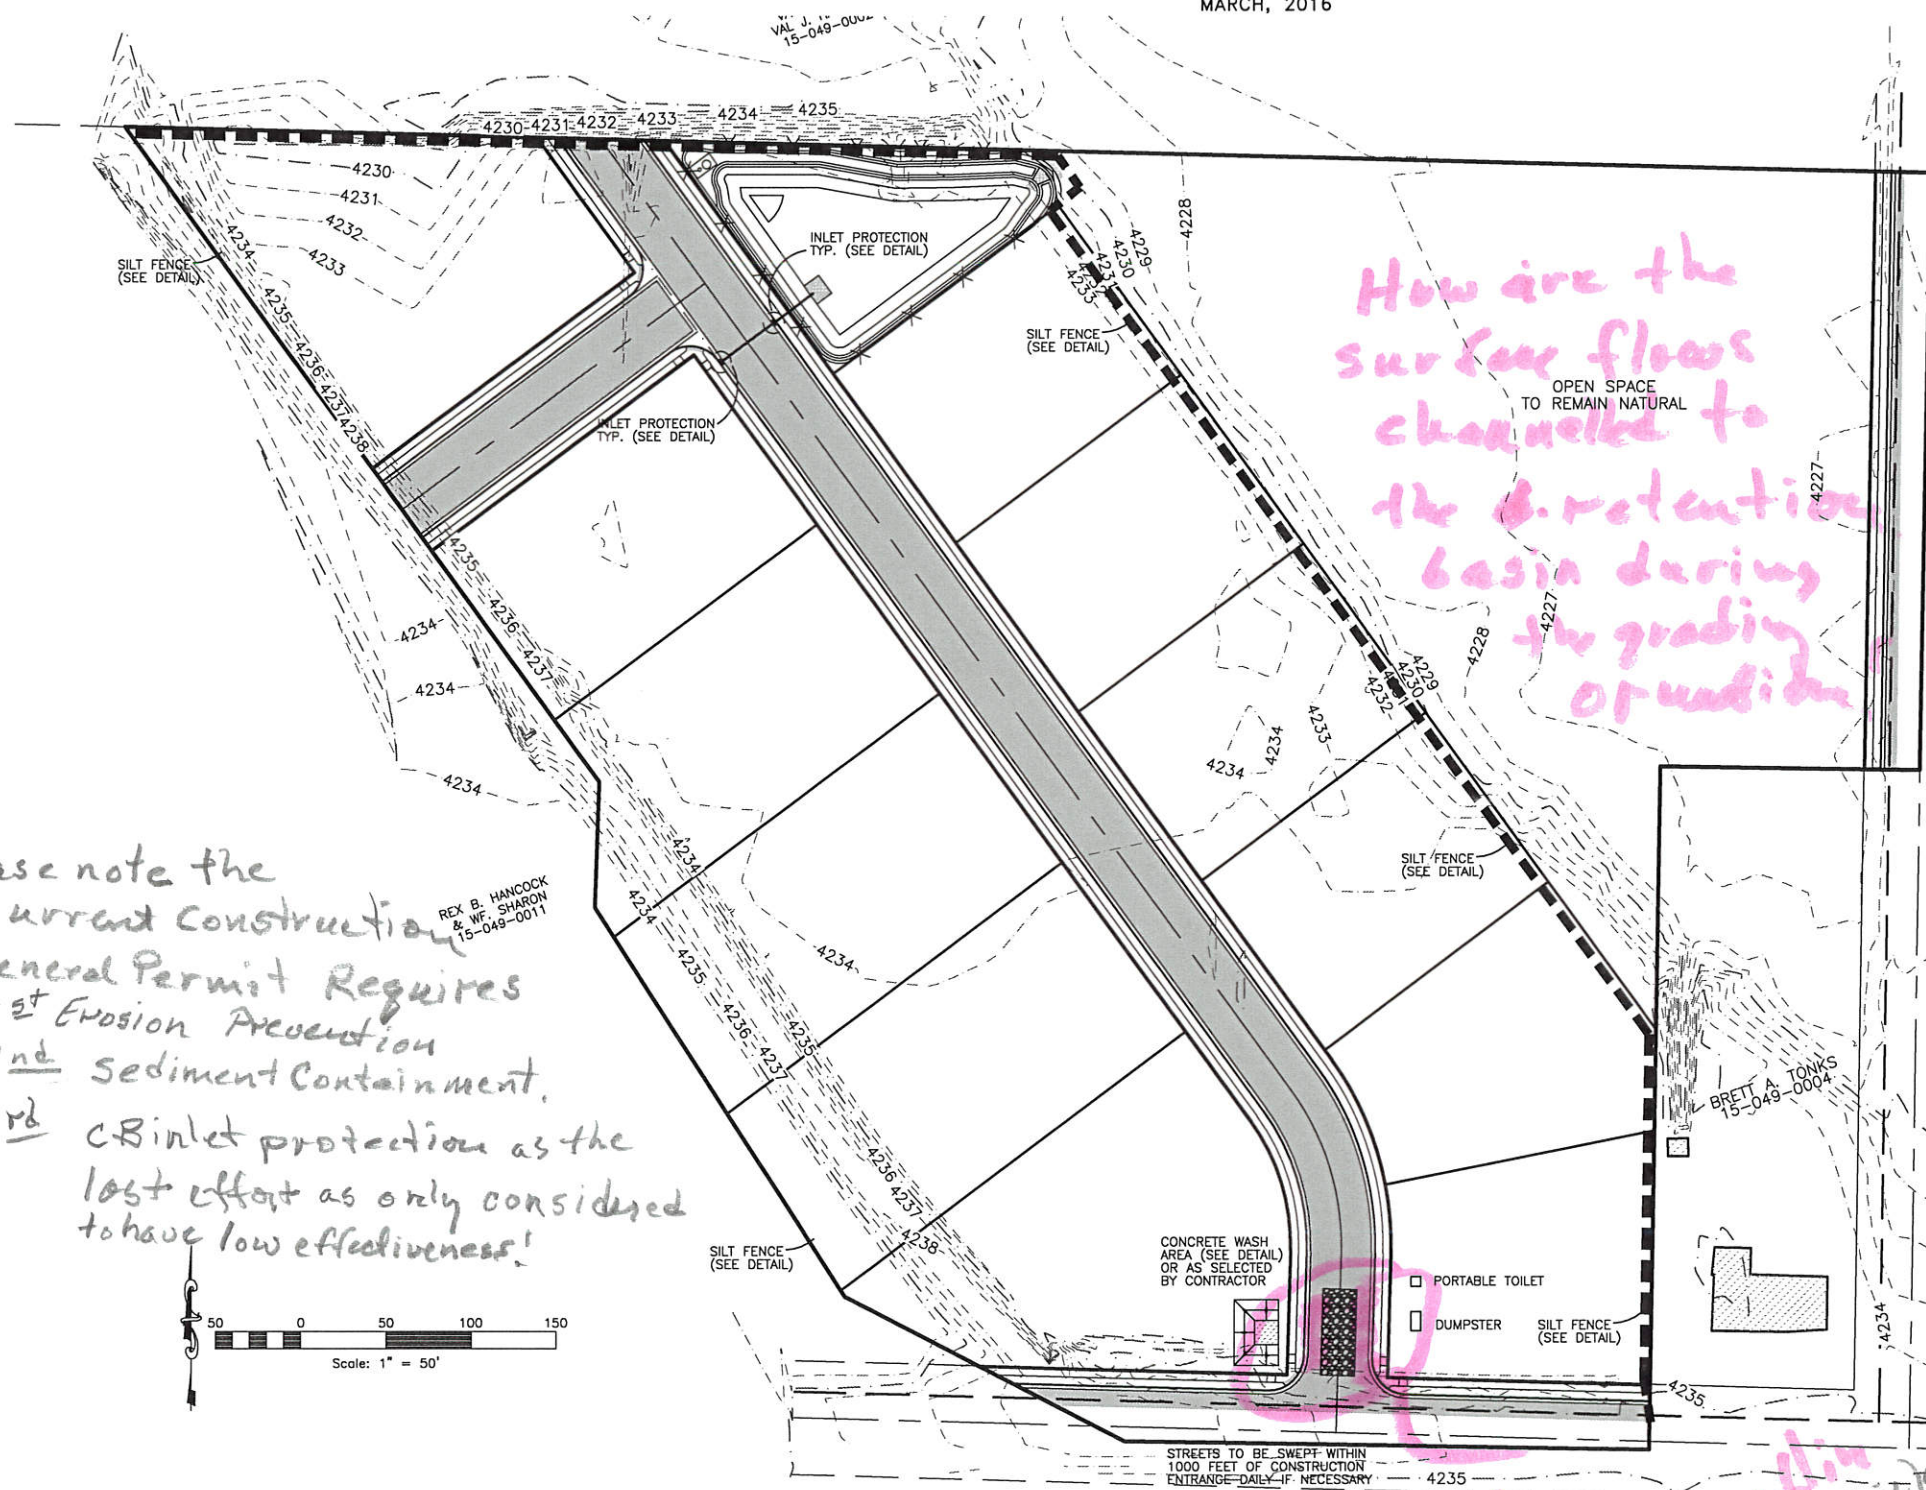 MARCH, 2016
VAL J.
15-049-0002
4230 4231 4232 4233 4234 4235
4230
4231
4232
4233
4234
SILT FENCE
(SEE DETAIL)
4235
4236
4237
4238
INLET PROTECTION
TYP. (SEE DETAIL)
INLET PROTECTION
TYP. (SEE DETAIL)
4228
4229
4230
4231
4232
4233
SILT FENCE
(SEE DETAIL)
How are the
surface flows
channelled to
the d.retention
basin during
the grading
OPEN SPACE
TO REMAIN NATURAL
4227
4227
4228
4229
4230
4231
4232
4233
4234
4234
4235
4236
4237
4234
4234
4234
4234
4234
4234
4235
4236
4237
4235
4236
4237
4238
SILT FENCE
(SEE DETAIL)
ase note the
urrent Construction
eneral Permit Requires
st Erosion Prevention
nd Sediment Containment.
rd CB inlet protection as the
last effort as only considered
to have low effectiveness!
REX B. HANCOCK
& WF. SHARON
15-049-0011
BRETT A. TONKS
15-049-0004
50 0 50 100 150
Scale: 1" = 50'
SILT FENCE
(SEE DETAIL)
CONCRETE WASH
AREA (SEE DETAIL)
OR AS SELECTED
BY CONTRACTOR
PORTABLE TOILET
DUMPSTER
SILT FENCE
(SEE DETAIL)
4234
4235
STREETS TO BE SWEPT WITHIN
1000 FEET OF CONSTRUCTION
ENTRANCE DAILY IF NECESSARY
4235